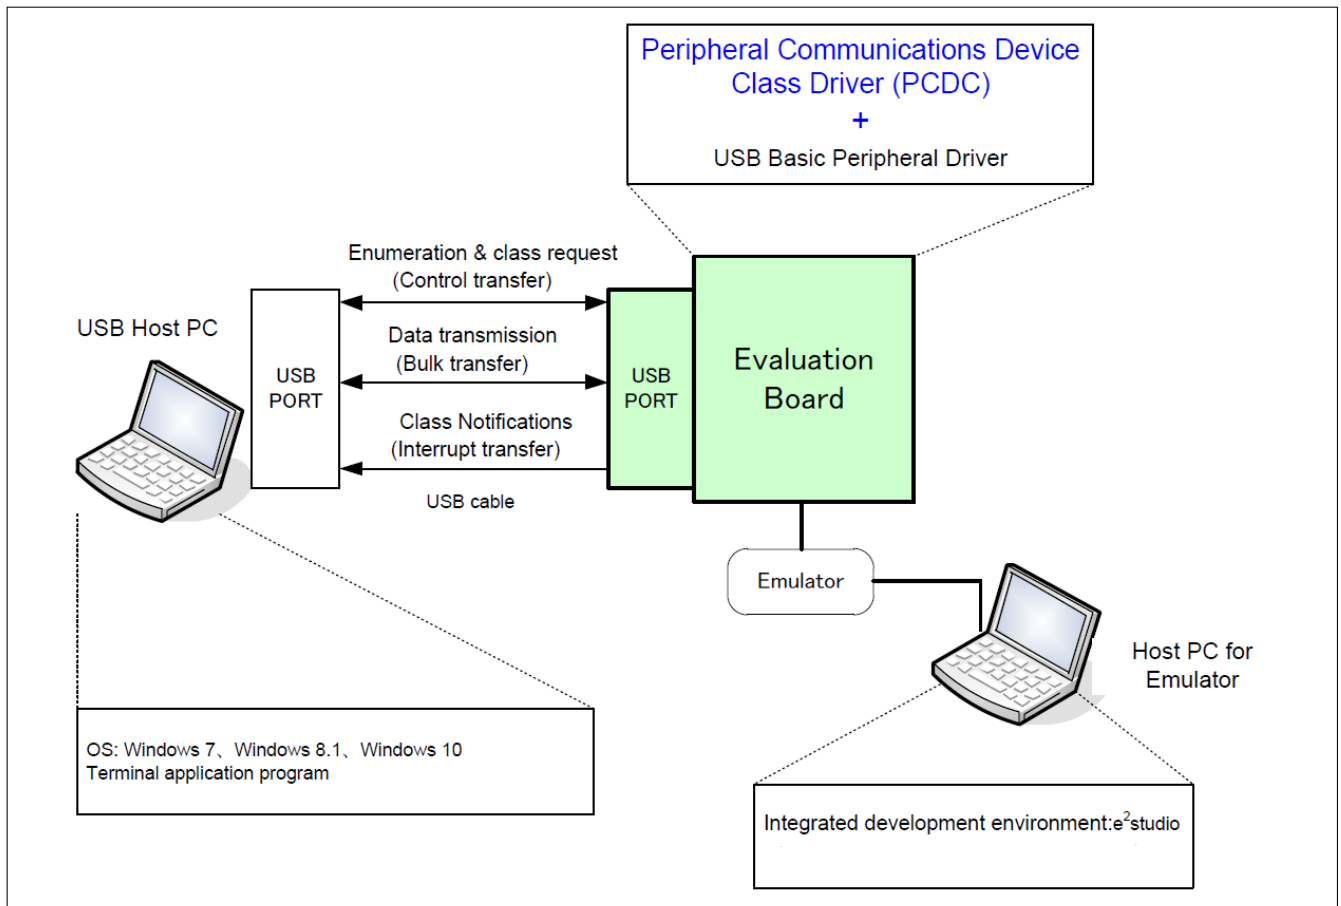 Peripheral Communications Device
Class Driver (PCDC)
+
USB Basic Peripheral Driver
Enumeration & class request
(Control transfer)
USB Host PC
Data transmission
(Bulk transfer)
USB
PORT
USB
PORT
Evaluation
Board
Class Notifications
(Interrupt transfer)
USB cable
Emulator
Host PC for
Emulator
OS: Windows 7、Windows 8.1、Windows 10
Terminal application program
Integrated development environment:e²studio